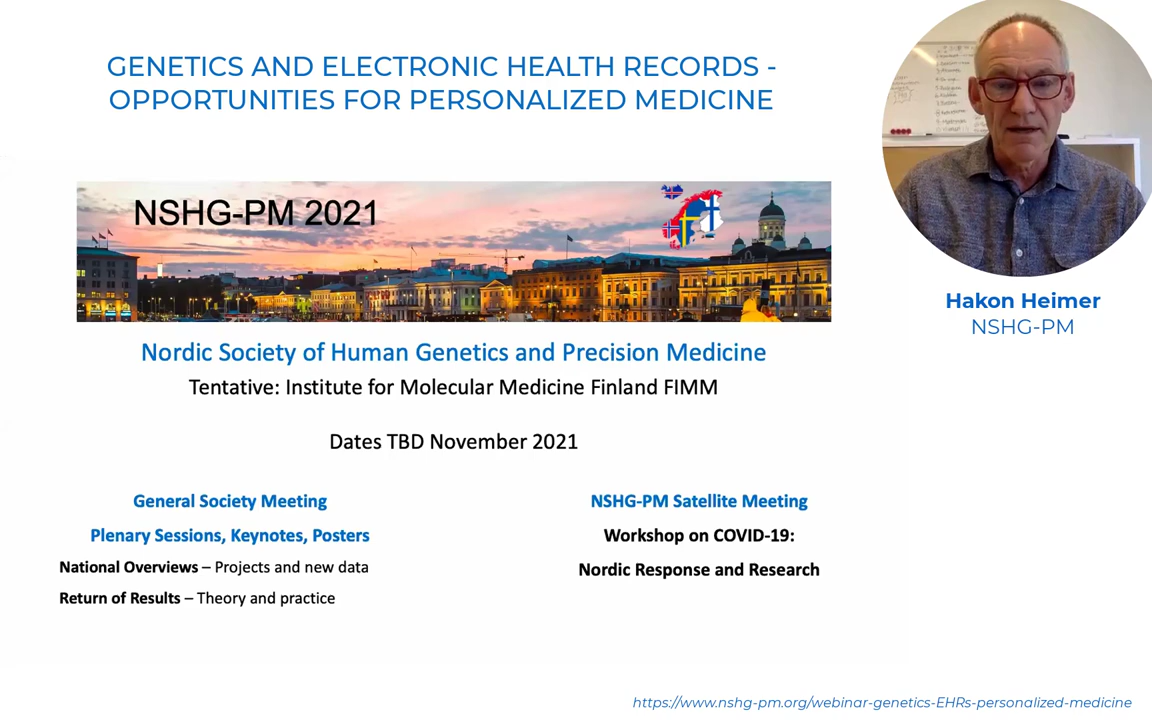 GENETICS AND ELECTRONIC HEALTH RECORDS -
OPPORTUNITIES FOR PERSONALIZED MEDICINE
NSHG-PM 2021
Hakon Heimer
NSHG-PM
Nordic Society of Human Genetics and Precision Medicine
Tentative: Institute for Molecular Medicine Finland FIMM
Dates TBD November 2021
General Society Meeting
Plenary Sessions, Keynotes, Posters
National Overviews – Projects and new data
Return of Results – Theory and practice
NSHG-PM Satellite Meeting
Workshop on COVID-19:
Nordic Response and Research
https://www.nshg-pm.org/webinar-genetics-EHRs-personalized-medicine